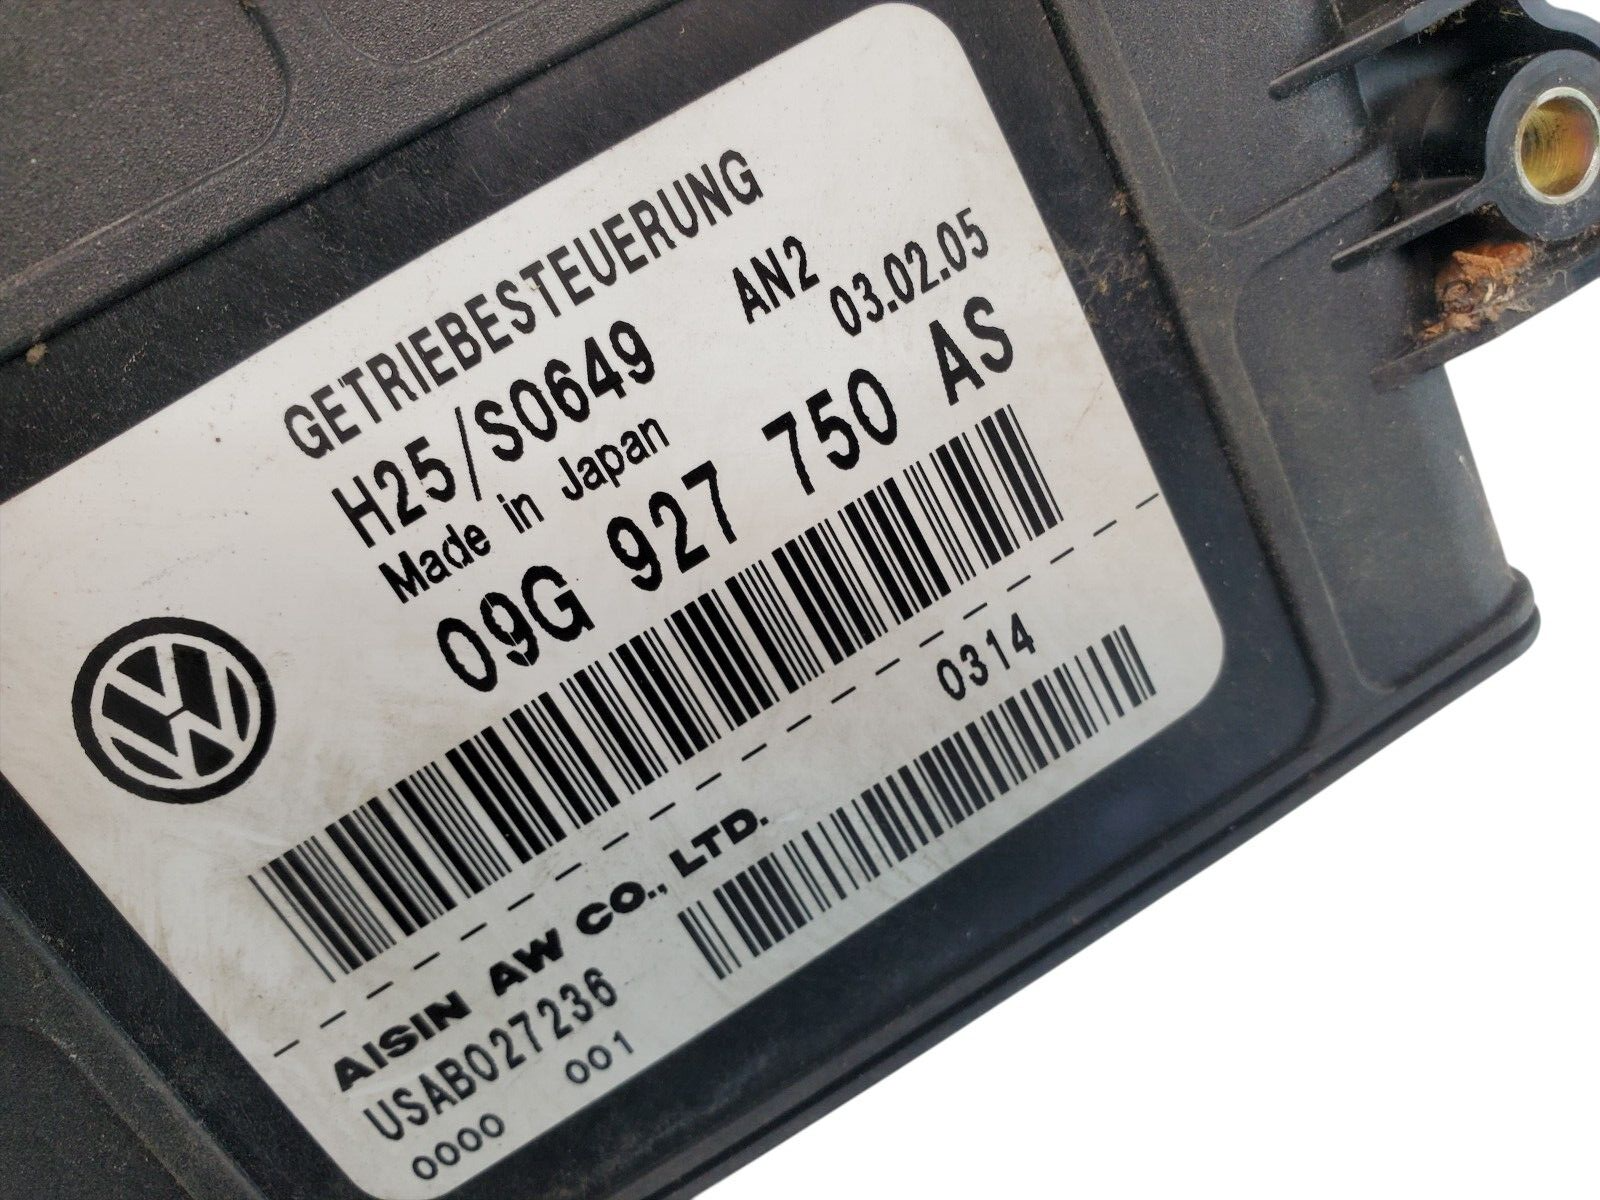 GETRIEBESTEUERUNG
H25/S0649 AN2
Made in Japan 03.02.05
09G 927 750 AS
0314
AISIN AW CO., LTD.
USAB027236
0000 001